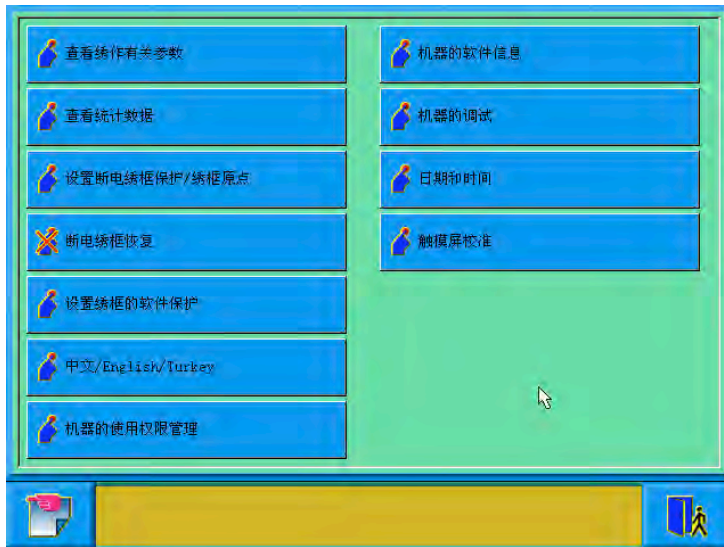 查看绣作有关参数
查看统计数据
设置断电绣框保护/绣框原点
断电绣框恢复
设置绣框的软件保护
中文/English/Turkey
机器的使用权限管理
机器的软件信息
机器的调试
日期和时间
触摸屏校准